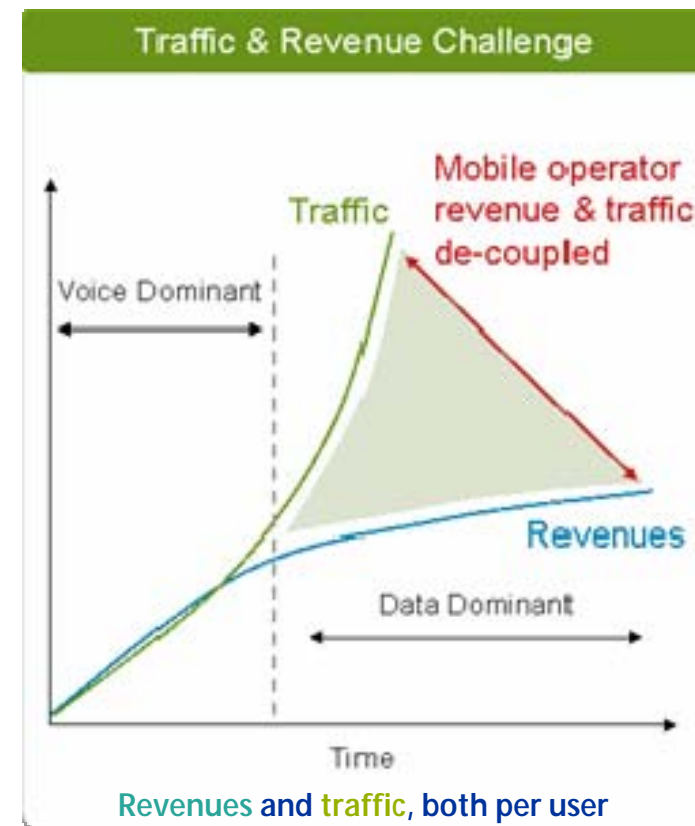 Traffic & Revenue Challenge
Mobile operator
revenue & traffic
de-coupled
Traffic
Voice Dominant
Revenues
Data Dominant
Time
Revenues and traffic, both per user